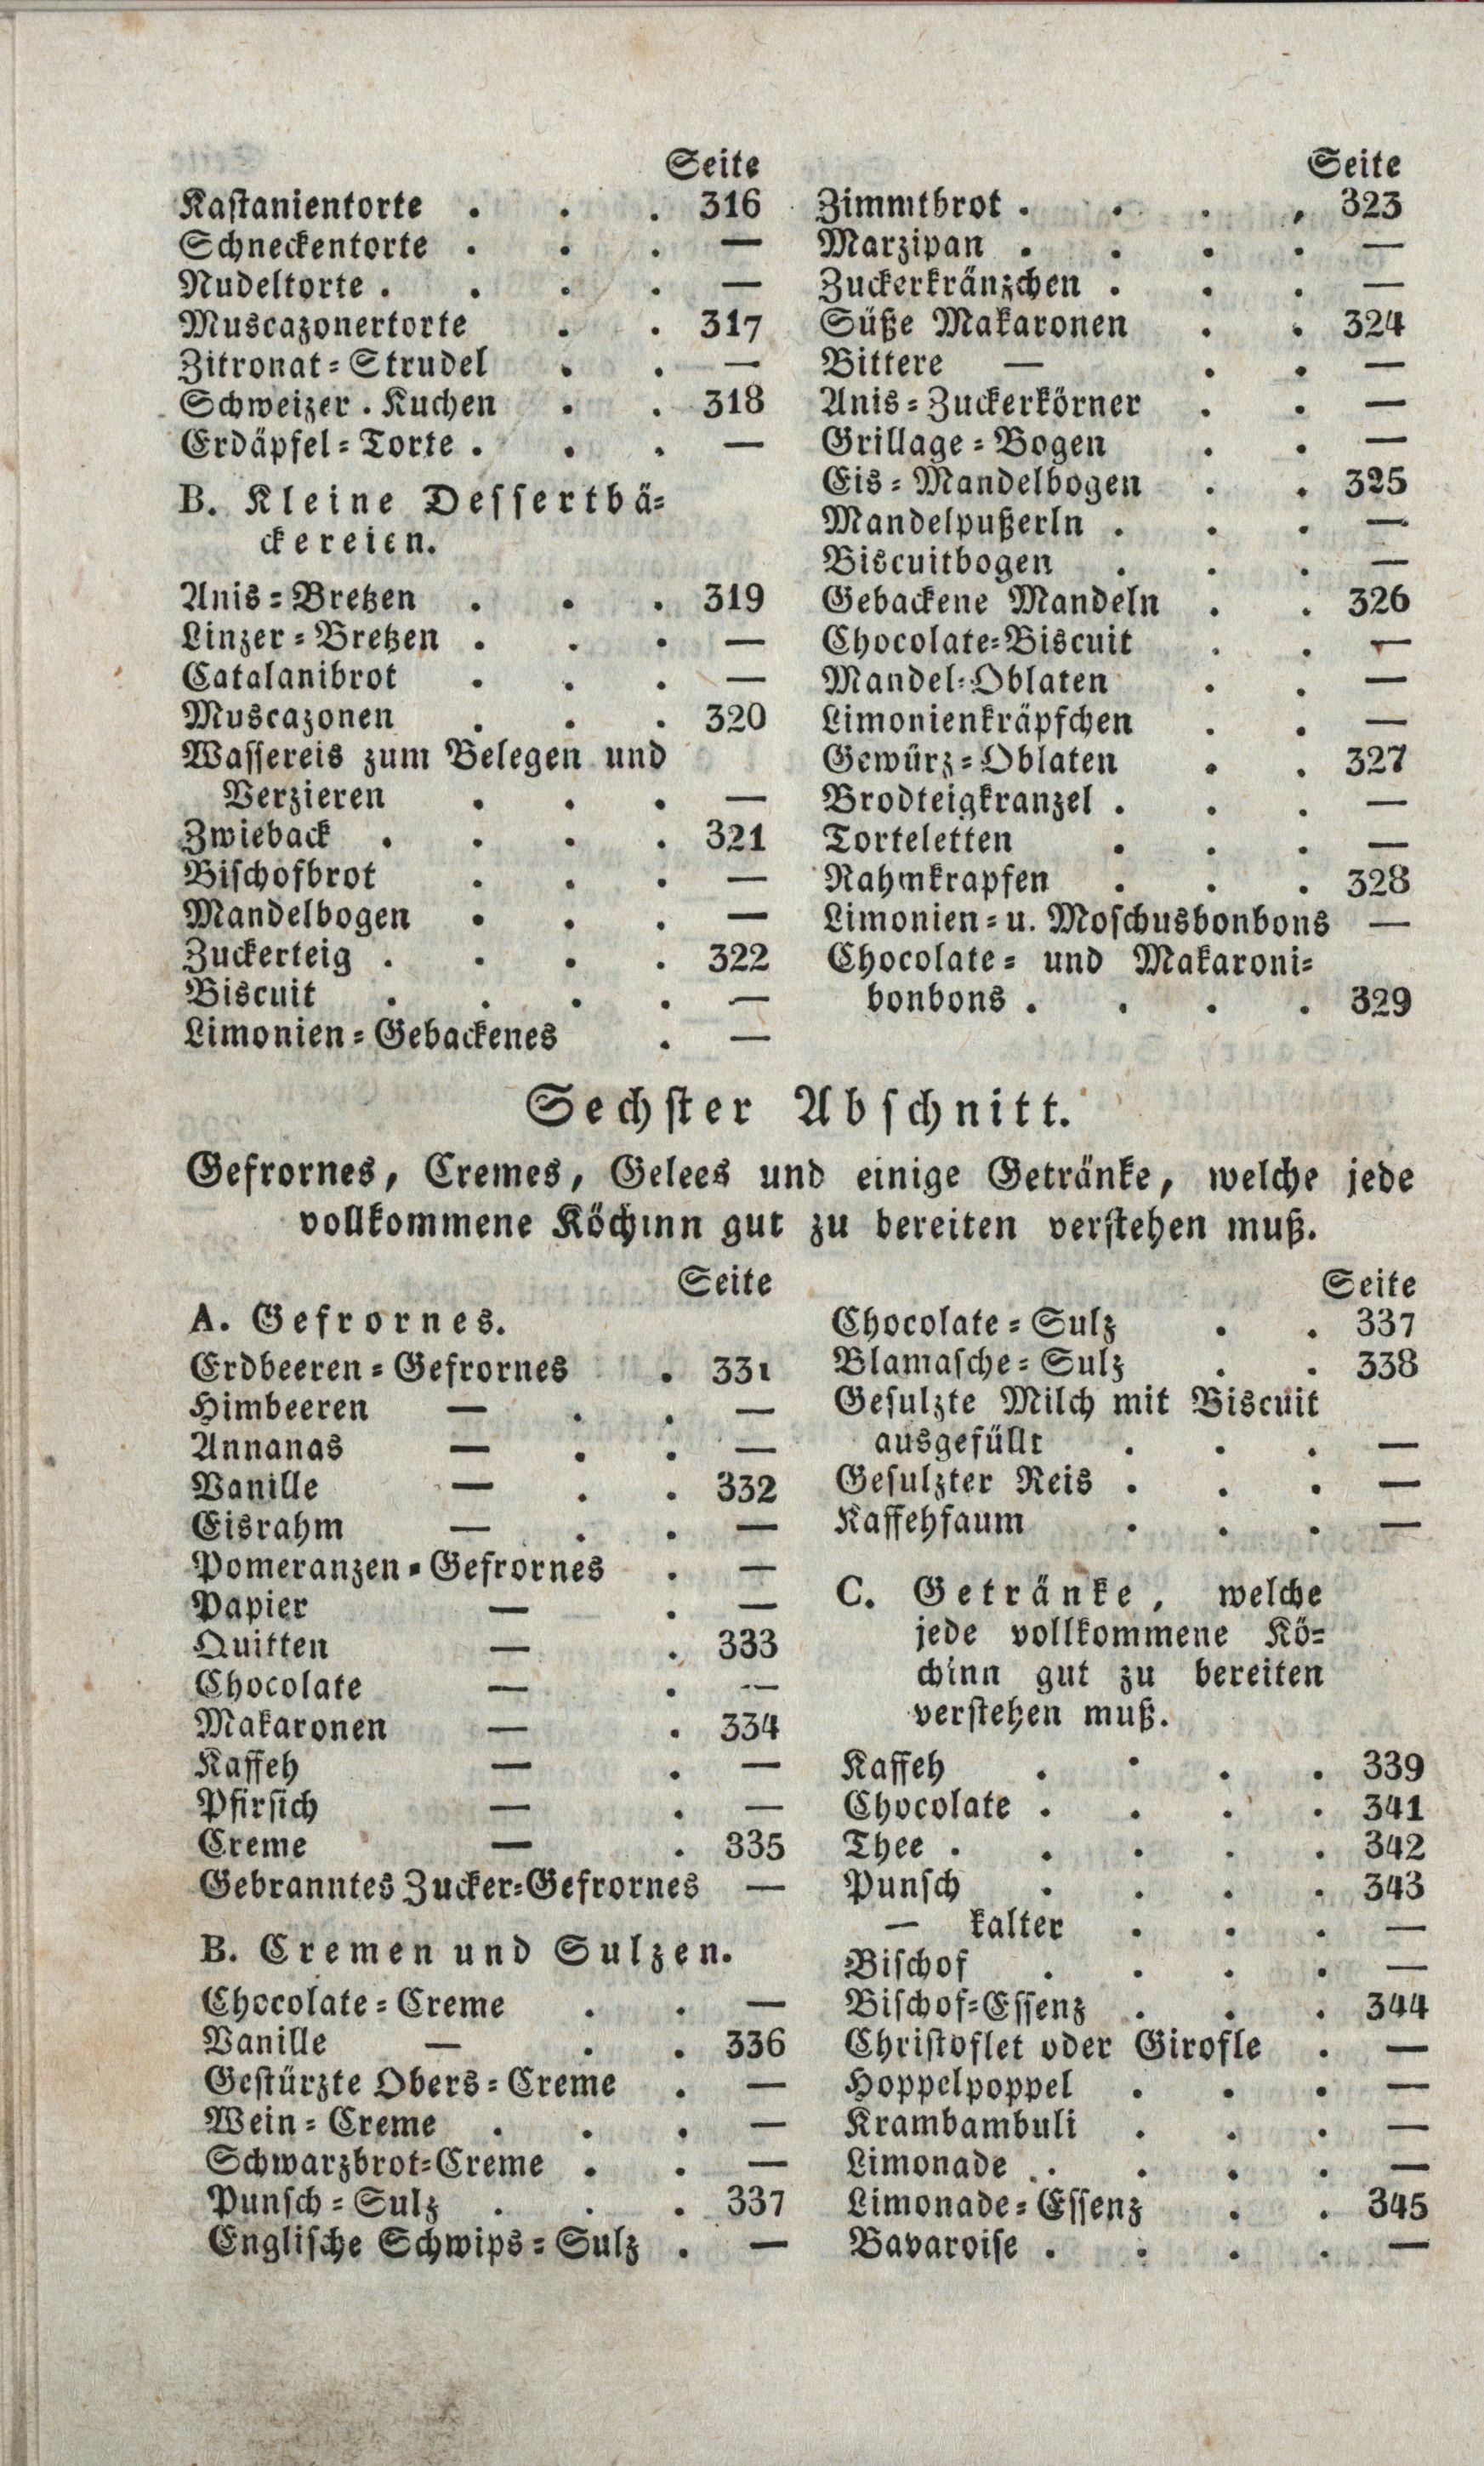 Seite
Kastanientorte . . . 316
Schneckentorte . . . —
Nudeltorte . . . . —
Muscazonertorte . . 317
Zitronat-Strudel . . —
Schweizer. Kuchen . . 318
Erdäpfel-Torte . . . —
B. Kleine Dessertbä-
ckereien.
Anis-Bretzen . . . 319
Linzer-Bretzen . . . —
Catalanibrot . . . —
Muscazonen . . . 320
Wassereis zum Belegen und
Verzieren . . . —
Zwieback . . . . 321
Bischofbrot . . . —
Mandelbogen . . . —
Zuckerteig . . . . 322
Biscuit . . . . —
Limonien-Gebackenes . —
Seite
Zimmtbrot . . . . 323
Marzipan . . . . —
Zuckerkränzchen . . . —
Süße Makaronen . . 324
Bittere — . . —
Anis-Zuckerkörner . . —
Grillage-Bogen . . —
Eis-Mandelbogen . . 325
Mandelpußerln . . . —
Biscuitbogen . . . —
Gebackene Mandeln . . 326
Chocolate-Biscuit . . —
Mandel-Oblaten . . —
Limonienkräpfchen . . —
Gewürz-Oblaten . . 327
Brodteigkranzel . . . —
Torteletten . . . —
Rahmkrapfen . . . 328
Limonien- u. Moschusbonbons —
Chocolate- und Makaroni-
bonbons . . . . 329
Sechster Abschnitt.
Gefrornes, Cremes, Gelees und einige Getränke, welche jede
vollkommene Köchinn gut zu bereiten verstehen muß.
Seite
A. Gefrornes.
Erdbeeren-Gefrornes . 331
Himbeeren — . . —
Annanas — . . —
Vanille — . . 332
Eisrahm — . . —
Pomeranzen-Gefrornes . —
Papier — . —
Quitten — . 333
Chocolate — . —
Makaronen — . 334
Kaffeh — . —
Pfirsich — . —
Creme — . 335
Gebranntes Zucker-Gefrornes —
B. Cremen und Sulzen.
Chocolate-Creme . . —
Vanille — . . 336
Gestürzte Obers-Creme . —
Wein-Creme . . . —
Schwarzbrot-Creme . . —
Punsch-Sulz . . . 337
Englische Schwips-Sulz . —
Seite
Chocolate-Sulz . . 337
Blamasche-Sulz . . 338
Gesulzte Milch mit Biscuit
ausgefüllt . . . —
Gesulzter Reis . . . —
Kaffehfaum . . . —
C. Getränke, welche
jede vollkommene Kö-
chinn gut zu bereiten
verstehen muß.
Kaffeh . . . . 339
Chocolate . . . . 341
Thee . . . . . 342
Punsch . . . . 343
— kalter . . . —
Bischof . . . . —
Bischof-Essenz . . . 344
Christoflet oder Girofle . —
Hoppelpoppel . . . —
Krambambuli . . . —
Limonade . . . . —
Limonade-Essenz . . 345
Bavaroise . . . . —